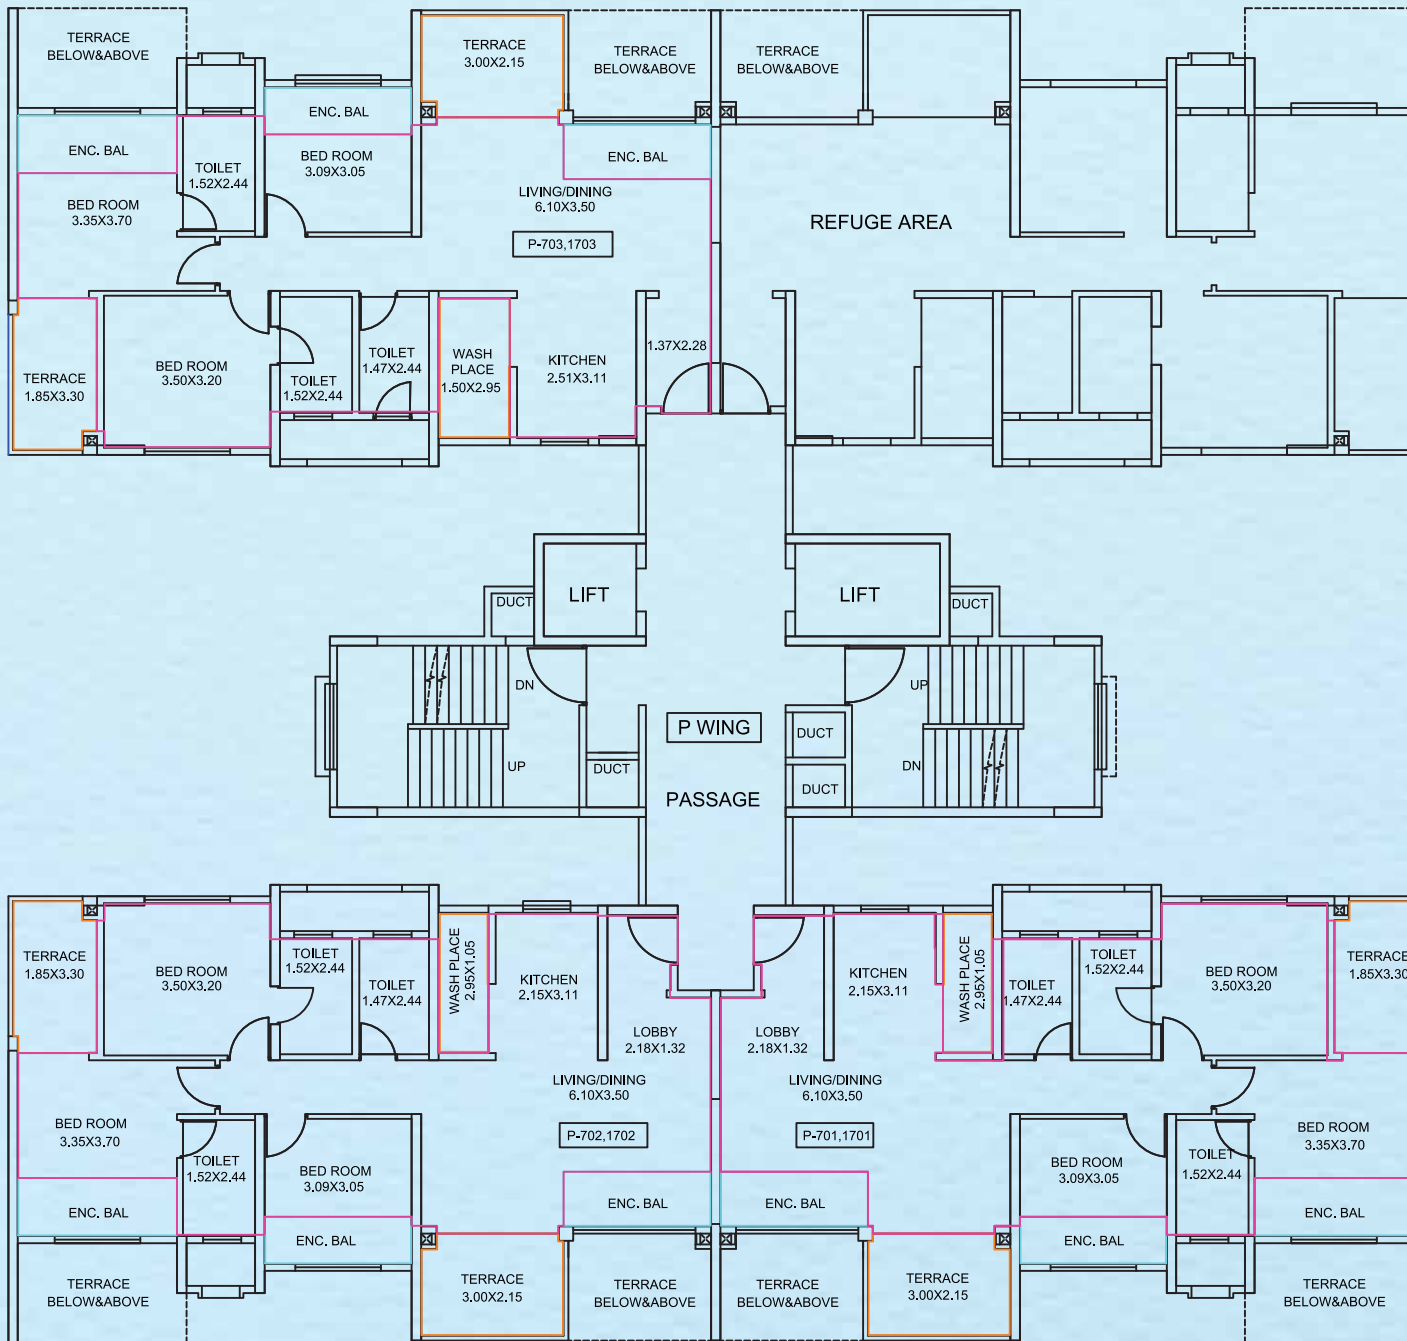 TERRACE
BELOW&ABOVE
TERRACE
3.00X2.15
TERRACE
BELOW&ABOVE
TERRACE
BELOW&ABOVE
ENC. BAL
ENC. BAL
ENC. BAL
TOILET
1.52X2.44
BED ROOM
3.09X3.05
BED ROOM
3.35X3.70
LIVING/DINING
6.10X3.50
P-703,1703
REFUGE AREA
TERRACE
1.85X3.30
BED ROOM
3.50X3.20
TOILET
1.52X2.44
TOILET
1.47X2.44
WASH
PLACE
1.50X2.95
KITCHEN
2.51X3.11
1.37X2.28
LIFT
LIFT
DUCT
DUCT
DN
UP
UP
DN
P WING
PASSAGE
DUCT
DUCT
DUCT
TERRACE
1.85X3.30
BED ROOM
3.50X3.20
TOILET
1.52X2.44
TOILET
1.47X2.44
WASH PLACE
2.95X1.05
KITCHEN
2.15X3.11
LOBBY
2.18X1.32
LIVING/DINING
6.10X3.50
P-702,1702
BED ROOM
3.35X3.70
TOILET
1.52X2.44
BED ROOM
3.09X3.05
ENC. BAL
ENC. BAL
ENC. BAL
TERRACE
BELOW&ABOVE
TERRACE
3.00X2.15
TERRACE
BELOW&ABOVE
KITCHEN
2.15X3.11
WASH PLACE
2.95X1.05
TOILET
1.47X2.44
TOILET
1.52X2.44
BED ROOM
3.50X3.20
TERRACE
1.85X3.30
LOBBY
2.18X1.32
LIVING/DINING
6.10X3.50
P-701,1701
BED ROOM
3.09X3.05
TOILET
1.52X2.44
BED ROOM
3.35X3.70
ENC. BAL
ENC. BAL
ENC. BAL
TERRACE
BELOW&ABOVE
TERRACE
3.00X2.15
TERRACE
BELOW&ABOVE